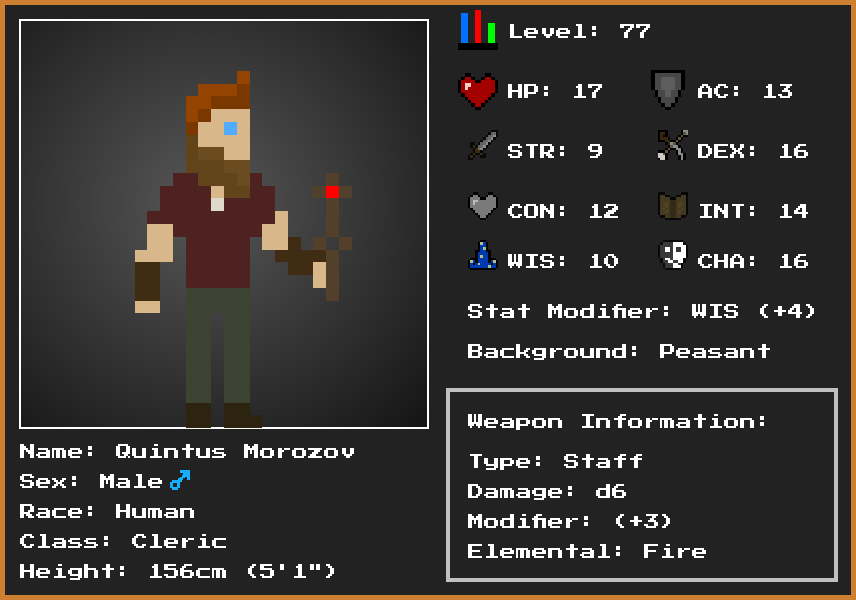 Level: 77
HP: 17
AC: 13
STR: 9
DEX: 16
CON: 12
INT: 14
WIS: 10
CHA: 16
Stat Modifier: WIS (+4)
Background: Peasant
Weapon Information:
Type: Staff
Damage: d6
Modifier: (+3)
Elemental: Fire
Name: Quintus Morozov
Sex: Male♂
Race: Human
Class: Cleric
Height: 156cm (5'1")